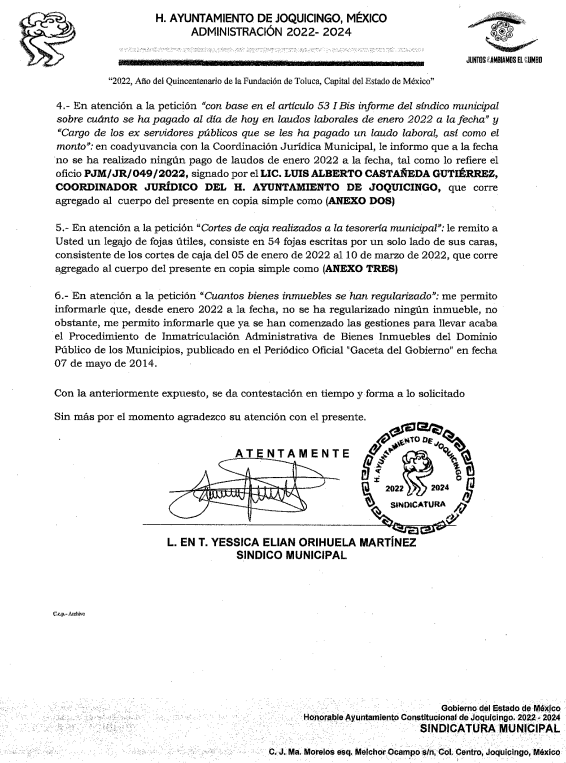 H. AYUNTAMIENTO DE JOQUICINGO, MÉXICO
ADMINISTRACIÓN 2022- 2024
JUNTOS CAMBIAMOS EL RUMBO
"2022, Año del Quincentenario de la Fundación de Toluca, Capital del Estado de México"
4.- En atención a la petición "con base en el artículo 53 I Bis informe del síndico municipal
sobre cuánto se ha pagado al día de hoy en laudos laborales de enero 2022 a la fecha" y
"Cargo de los ex servidores públicos que se les ha pagado un laudo laboral, así como el
monto": en coadyuvancia con la Coordinación Jurídica Municipal, le informo que a la fecha
no se ha realizado ningún pago de laudos de enero 2022 a la fecha, tal como lo refiere el
oficio PJM/JR/049/2022, signado por el LIC. LUIS ALBERTO CASTAÑEDA GUTIÉRREZ,
COORDINADOR JURÍDICO DEL H. AYUNTAMIENTO DE JOQUICINGO, que corre
agregado al cuerpo del presente en copia simple como (ANEXO DOS)
5.- En atención a la petición "Cortes de caja realizados a la tesorería municipal": le remito a
Usted un legajo de fojas útiles, consiste en 54 fojas escritas por un solo lado de sus caras,
consistente de los cortes de caja del 05 de enero de 2022 al 10 de marzo de 2022, que corre
agregado al cuerpo del presente en copia simple como (ANEXO TRES)
6.- En atención a la petición "Cuantos bienes inmuebles se han regularizado": me permito
informarle que, desde enero 2022 a la fecha, no se ha regularizado ningún inmueble, no
obstante, me permito informarle que ya se han comenzado las gestiones para llevar acaba
el Procedimiento de Inmatriculación Administrativa de Bienes Inmuebles del Dominio
Público de los Municipios, publicado en el Periódico Oficial "Gaceta del Gobierno" en fecha
07 de mayo de 2014.
Con la anteriormente expuesto, se da contestación en tiempo y forma a lo solicitado
Sin más por el momento agradezco su atención con el presente.
ATENTAMENTE
H. AYUNTAMIENTO DE JOQUICINGO
2022 2024
SINDICATURA
L. EN T. YESSICA ELIAN ORIHUELA MARTÍNEZ
SINDICO MUNICIPAL
C.c.p.- Archivo
Gobierno del Estado de México
Honorable Ayuntamiento Constitucional de Joquicingo. 2022 - 2024
SINDICATURA MUNICIPAL
C. J. Ma. Morelos esq. Melchor Ocampo s/n, Col. Centro, Joquicingo, México